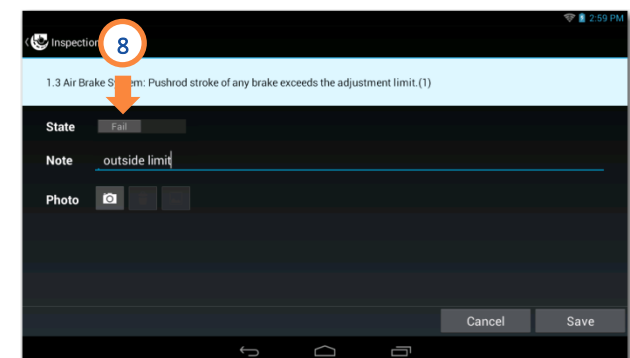 2:59 PM
Inspection
8
1.3 Air Brake System: Pushrod stroke of any brake exceeds the adjustment limit.(1)
State Fail
Note outside limit
Photo
Cancel Save